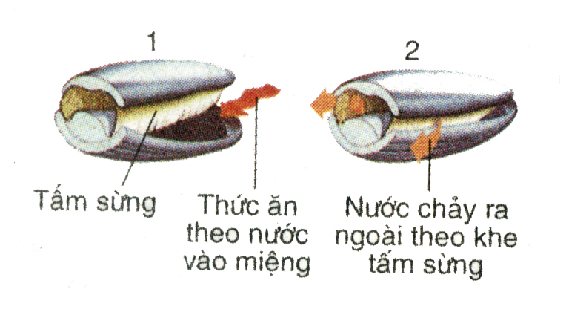 1
2
Tấm sừng
Thức ăn
theo nước
vào miệng
Nước chảy ra
ngoài theo khe
tấm sừng